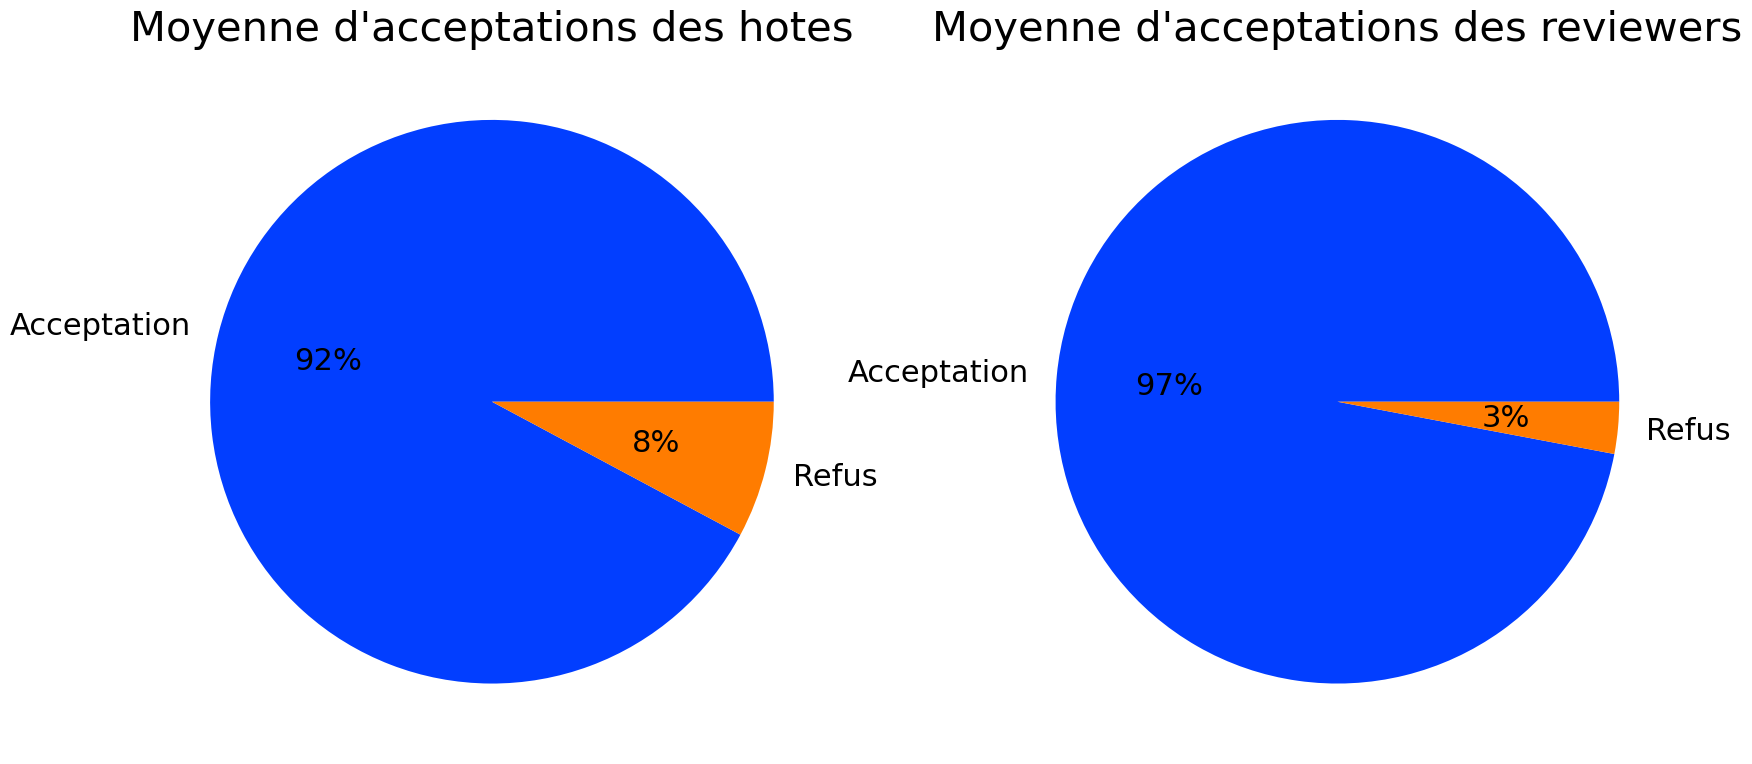 Moyenne d'acceptations des hotes
Acceptation
92%
8%
Refus
Moyenne d'acceptations des reviewers
Acceptation
97%
3%
Refus